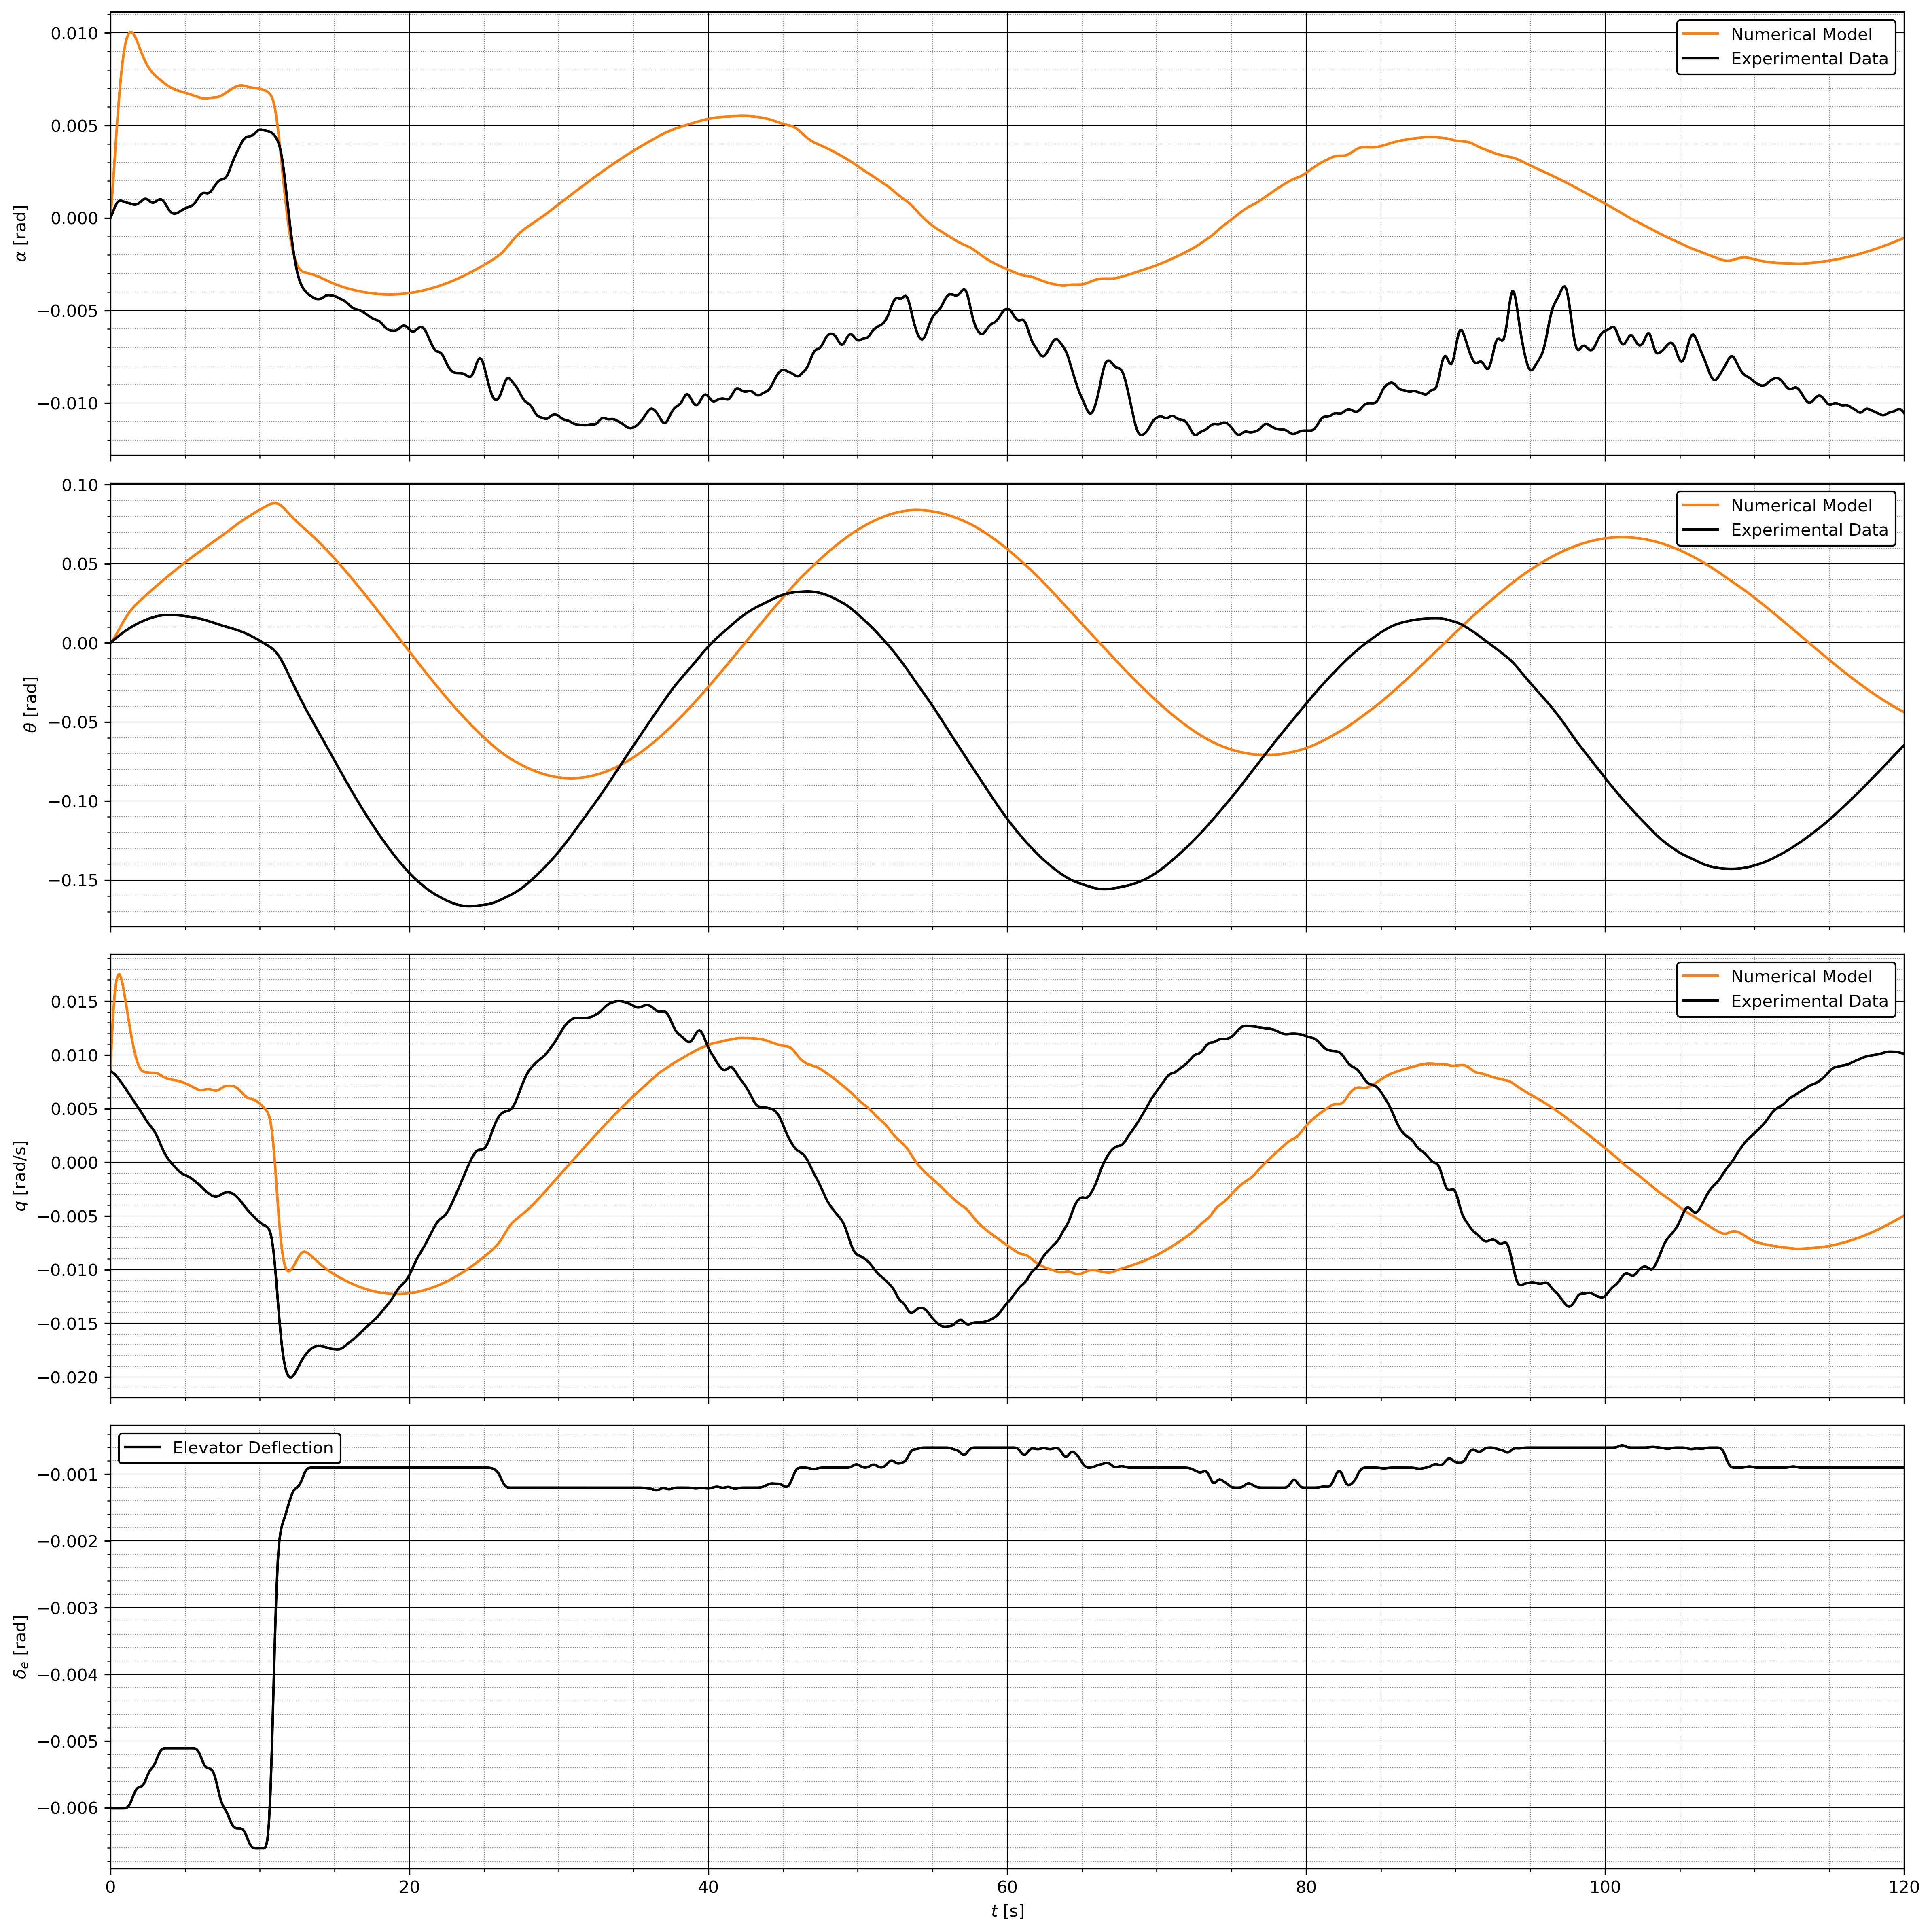 Numerical Model
Experimental Data
0.010
0.005
0.000
−0.005
−0.010
α [rad]
Numerical Model
Experimental Data
0.10
0.05
0.00
−0.05
−0.10
−0.15
θ [rad]
Numerical Model
Experimental Data
0.015
0.010
0.005
0.000
−0.005
−0.010
−0.015
−0.020
q [rad/s]
Elevator Deflection
−0.001
−0.002
−0.003
−0.004
−0.005
−0.006
δe [rad]
0 20 40 60 80 100 120
t [s]